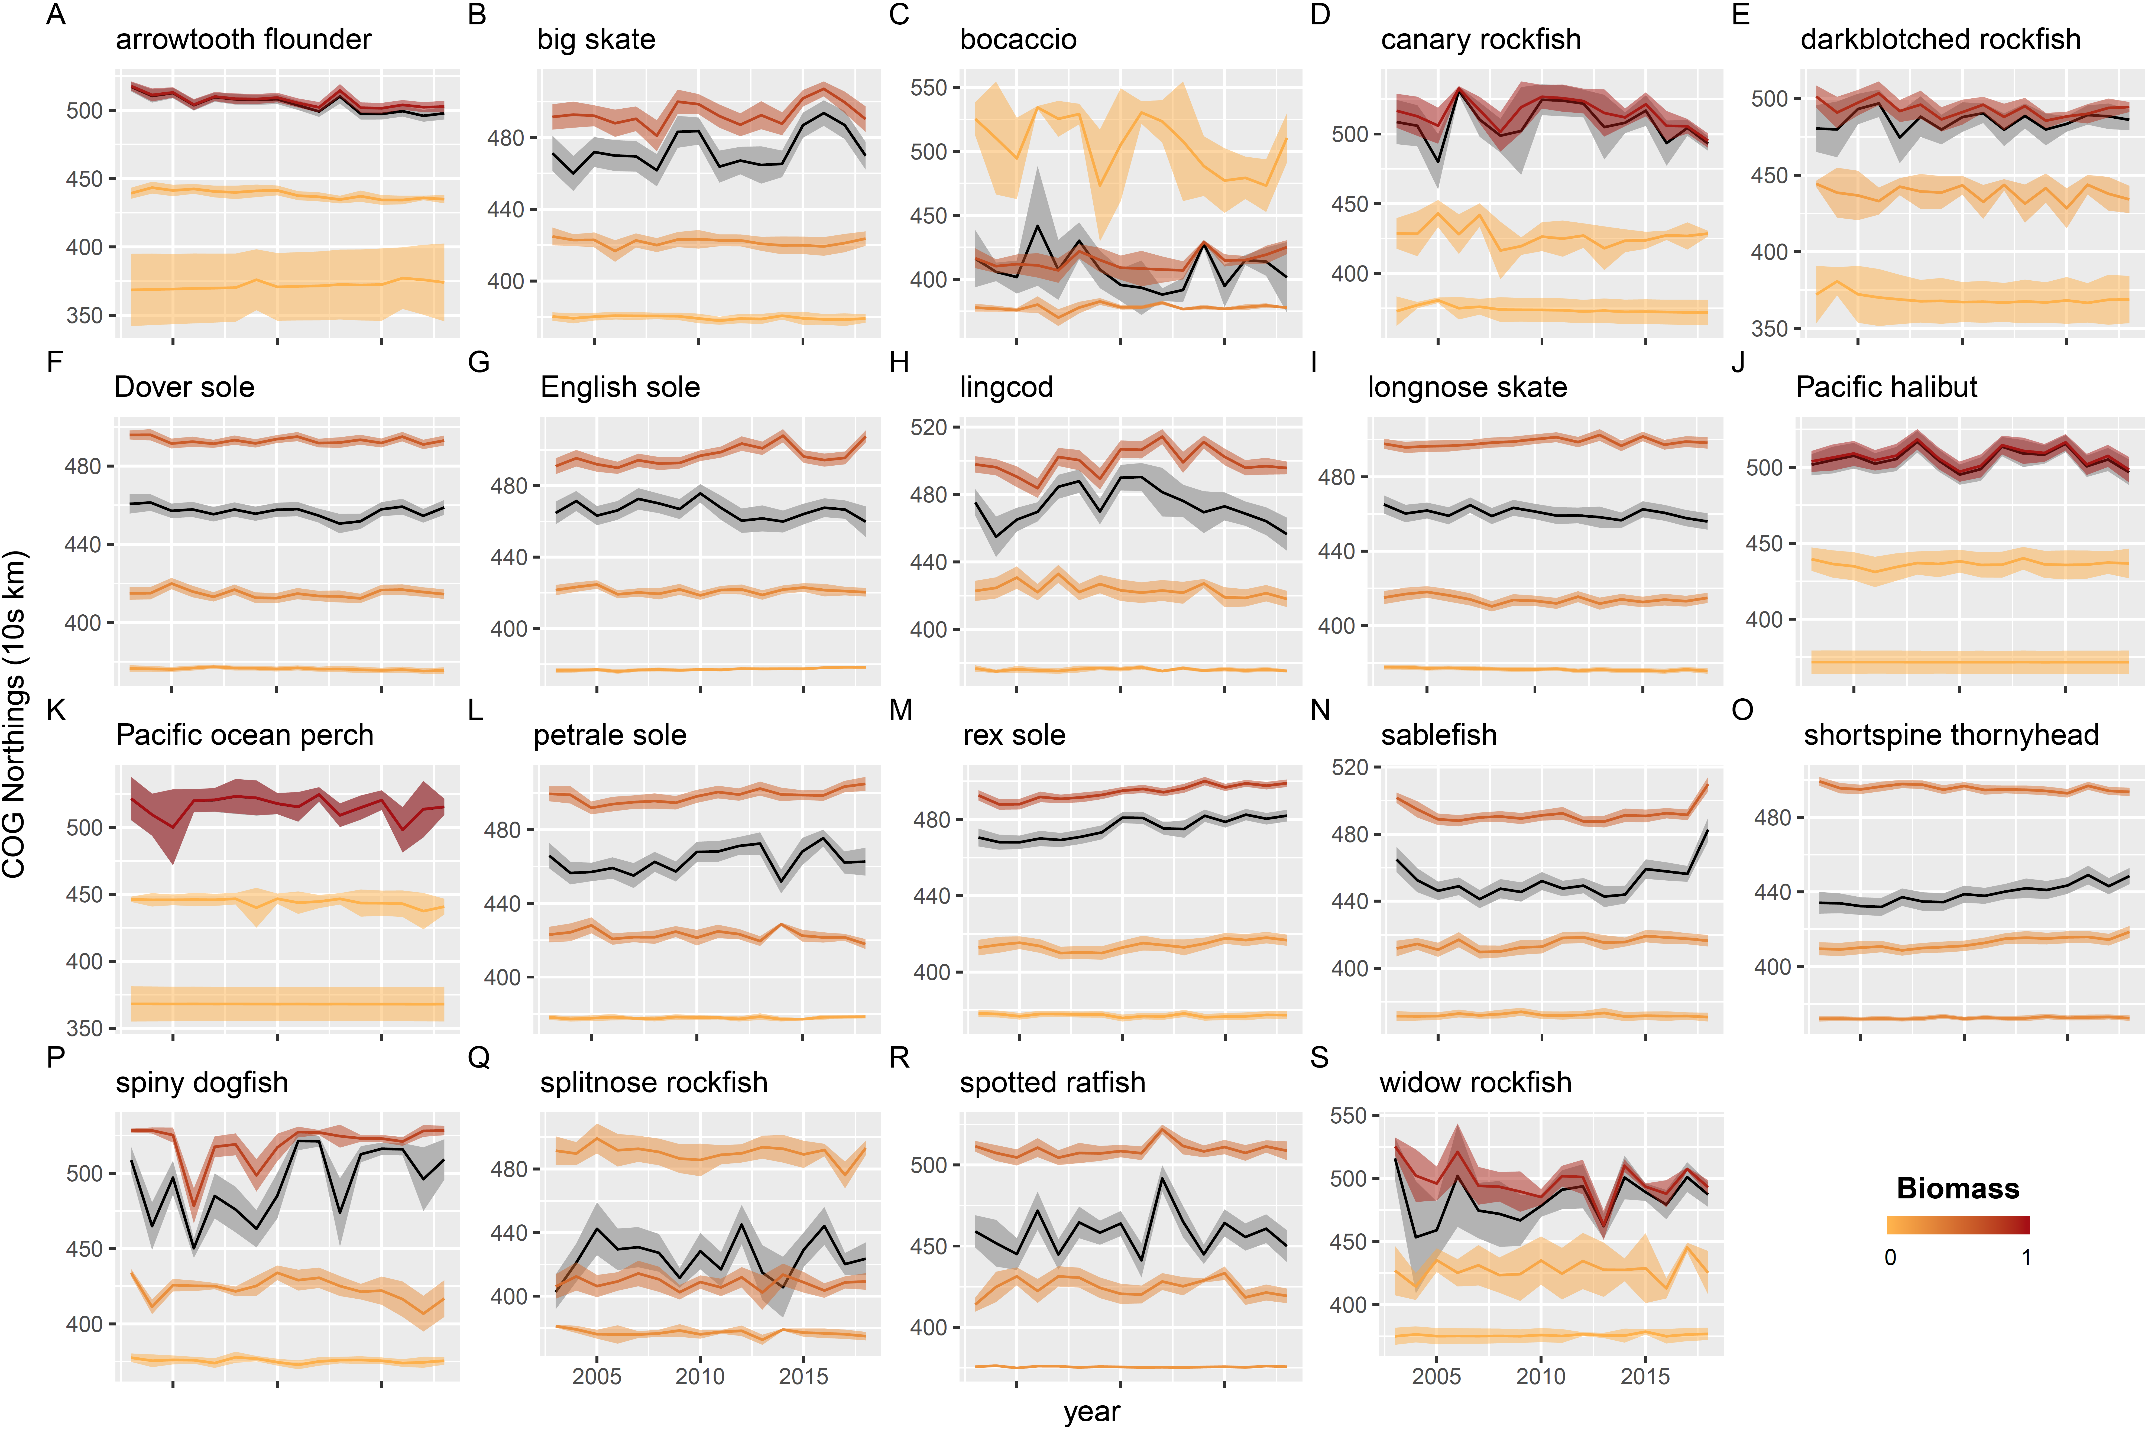 A
arrowtooth flounder
500
450
400
350
B
big skate
480
440
400
C
bocaccio
550
500
450
400
D
canary rockfish
500
450
400
E
darkblotched rockfish
500
450
400
350
F
Dover sole
480
440
400
G
English sole
480
440
400
H
lingcod
520
480
440
400
I
longnose skate
480
440
400
J
Pacific halibut
500
450
400
COG Northings (10s km)
K
Pacific ocean perch
500
450
400
350
L
petrale sole
480
440
400
M
rex sole
480
440
400
N
sablefish
520
480
440
400
O
shortspine thornyhead
480
440
400
P
spiny dogfish
500
450
400
Q
splitnose rockfish
480
440
400
2005 2010 2015
R
spotted ratfish
500
450
400
S
widow rockfish
550
500
450
400
2005 2010 2015
Biomass
0 1
year